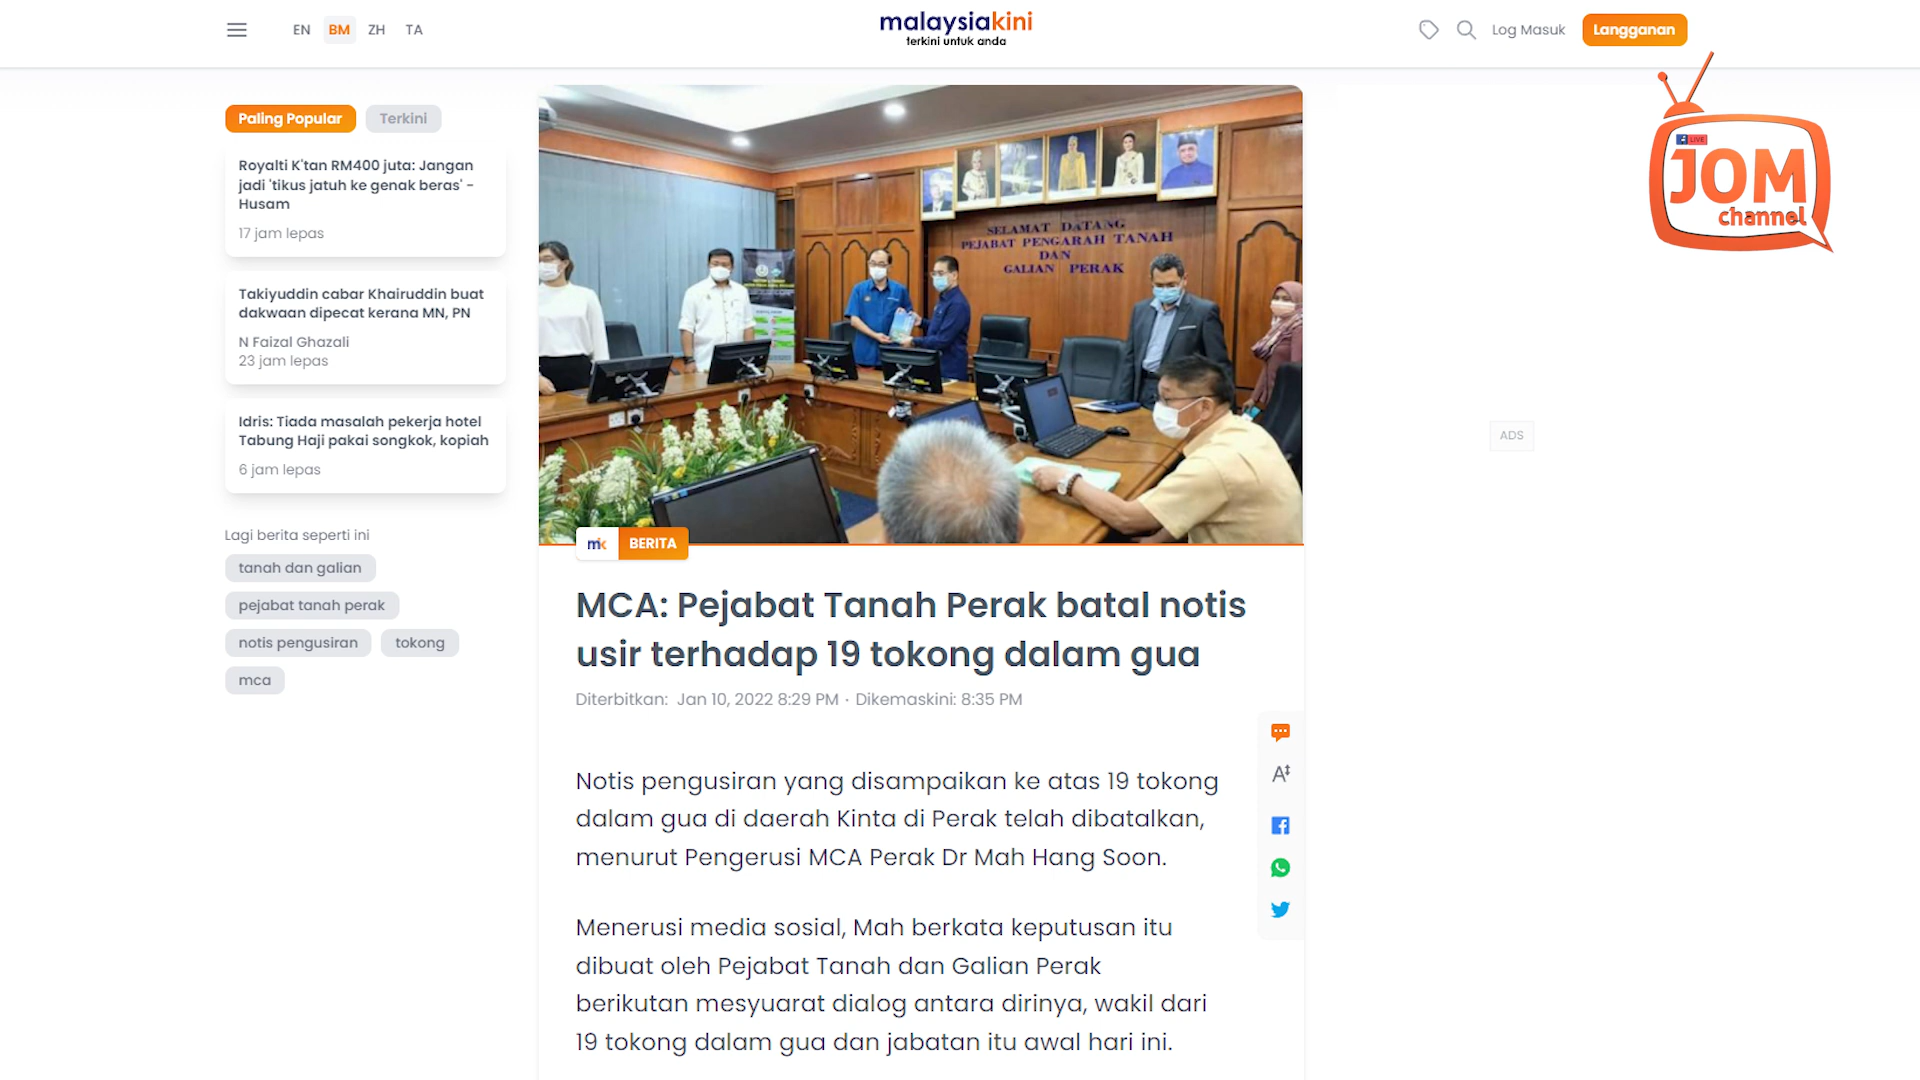 EN BM ZH TA
malaysiakini
terkini untuk anda
Log Masuk
Langganan
LIVE
JOM
channel
Paling Popular
Terkini
Royalti K'tan RM400 juta: Jangan
jadi 'tikus jatuh ke genak beras' -
Husam
17 jam lepas
Takiyuddin cabar Khairuddin buat
dakwaan dipecat kerana MN, PN
N Faizal Ghazali
23 jam lepas
Idris: Tiada masalah pekerja hotel
Tabung Haji pakai songkok, kopiah
6 jam lepas
Lagi berita seperti ini
tanah dan galian
pejabat tanah perak
notis pengusiran
tokong
mca
SELAMAT DATANG
PEJABAT PENGARAH TANAH
DAN
GALIAN PERAK
ADS
mk
BERITA
MCA: Pejabat Tanah Perak batal notis
usir terhadap 19 tokong dalam gua
Diterbitkan: Jan 10, 2022 8:29 PM · Dikemaskini: 8:35 PM
Notis pengusiran yang disampaikan ke atas 19 tokong
dalam gua di daerah Kinta di Perak telah dibatalkan,
menurut Pengerusi MCA Perak Dr Mah Hang Soon.
Menerusi media sosial, Mah berkata keputusan itu
dibuat oleh Pejabat Tanah dan Galian Perak
berikutan mesyuarat dialog antara dirinya, wakil dari
19 tokong dalam gua dan jabatan itu awal hari ini.